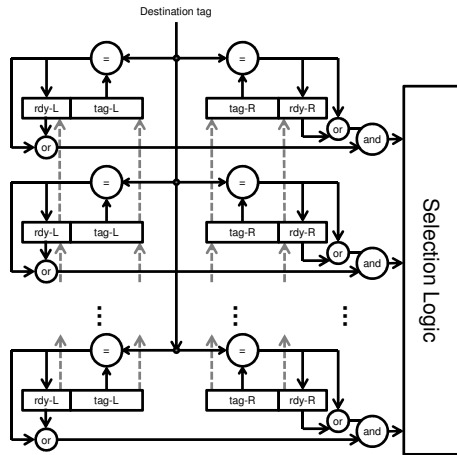 Destination tag
= =
rdy-L tag-L tag-R rdy-R
or
or and
= =
rdy-L tag-L tag-R rdy-R
or
or and
Selection Logic
... ... ...
= =
rdy-L tag-L tag-R rdy-R
or
or and